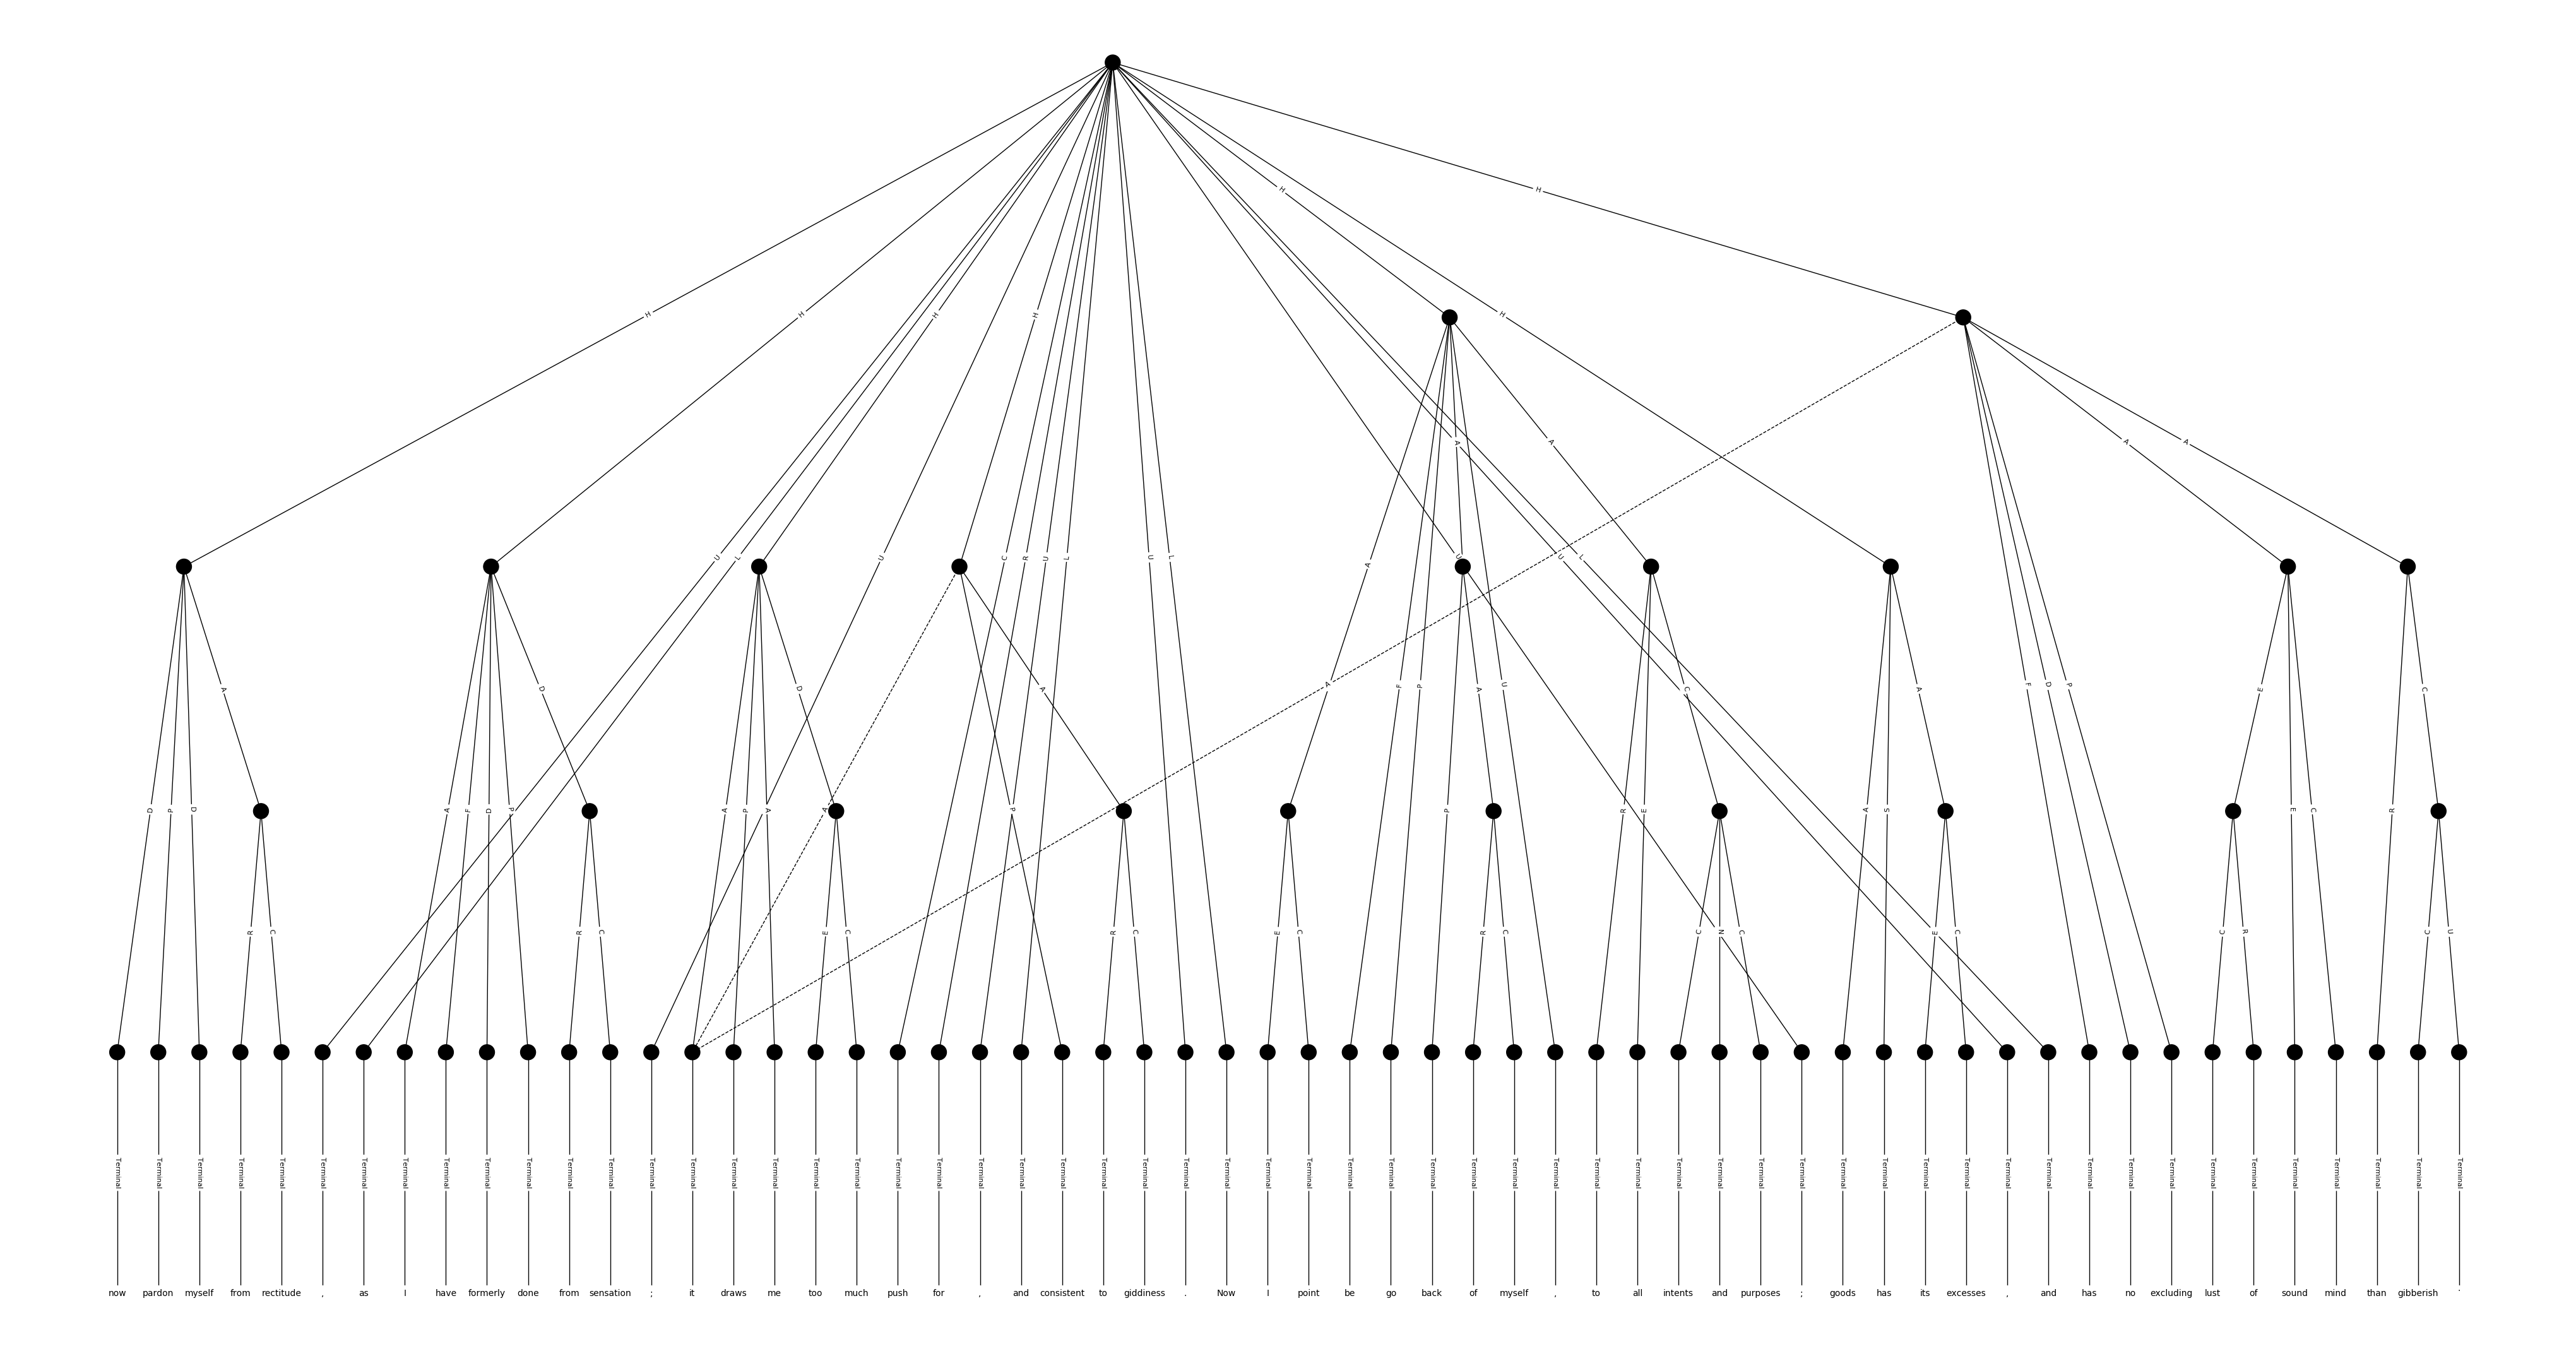 H H H H H H H H
A A A A
U L U C R U L U L U U L
D P D A A F D P D A P A D A P A F P P A U R E C A S A F D P E E C R C
R C R C E C R C E C R C C N C E C C R C U
Terminal Terminal Terminal Terminal Terminal Terminal Terminal Terminal Terminal Terminal Terminal Terminal Terminal Terminal Terminal Terminal Terminal Terminal Terminal Terminal Terminal Terminal Terminal Terminal Terminal Terminal Terminal Terminal Terminal Terminal Terminal Terminal Terminal Terminal Terminal Terminal Terminal Terminal Terminal Terminal Terminal Terminal Terminal Terminal Terminal Terminal Terminal Terminal Terminal Terminal Terminal Terminal Terminal Terminal Terminal Terminal Terminal Terminal
now pardon myself from rectitude , as I have formerly done from sensation ; it draws me too much push for , and consistent to giddiness . Now I point be go back of myself , to all intents and purposes ; goods has its excesses , and has no excluding lust of sound mind than gibberish .